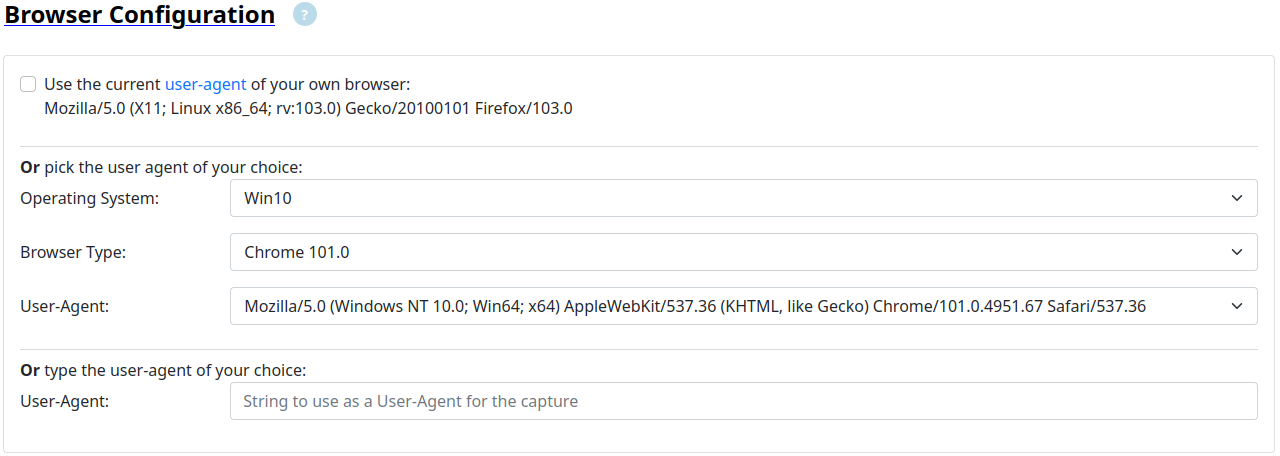 Browser Configuration ?
Use the current user-agent of your own browser:
Mozilla/5.0 (X11; Linux x86_64; rv:103.0) Gecko/20100101 Firefox/103.0
Or pick the user agent of your choice:
Operating System: Win10
Browser Type: Chrome 101.0
User-Agent: Mozilla/5.0 (Windows NT 10.0; Win64; x64) AppleWebKit/537.36 (KHTML, like Gecko) Chrome/101.0.4951.67 Safari/537.36
Or type the user-agent of your choice:
User-Agent: String to use as a User-Agent for the capture